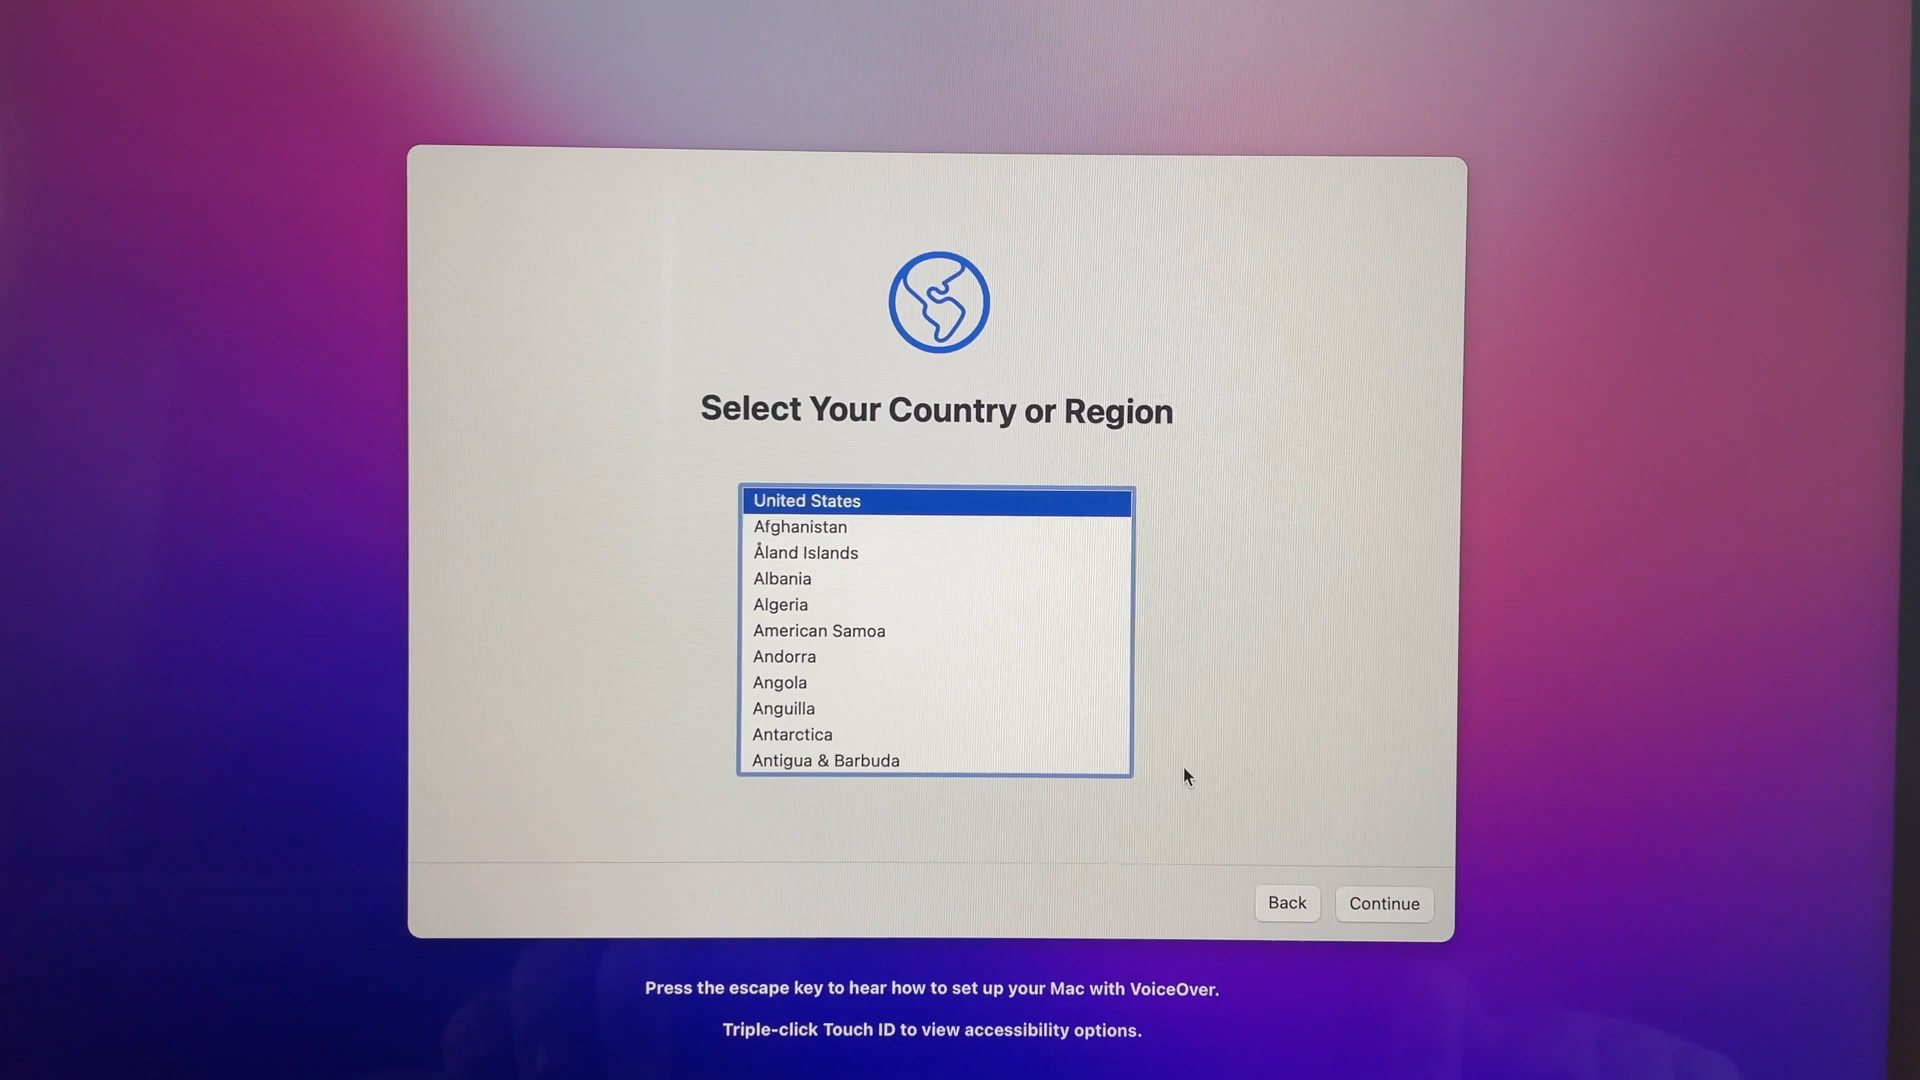 Select Your Country or Region
United States
Afghanistan
Åland Islands
Albania
Algeria
American Samoa
Andorra
Angola
Anguilla
Antarctica
Antigua & Barbuda
Back
Continue
Press the escape key to hear how to set up your Mac with VoiceOver.
Triple-click Touch ID to view accessibility options.